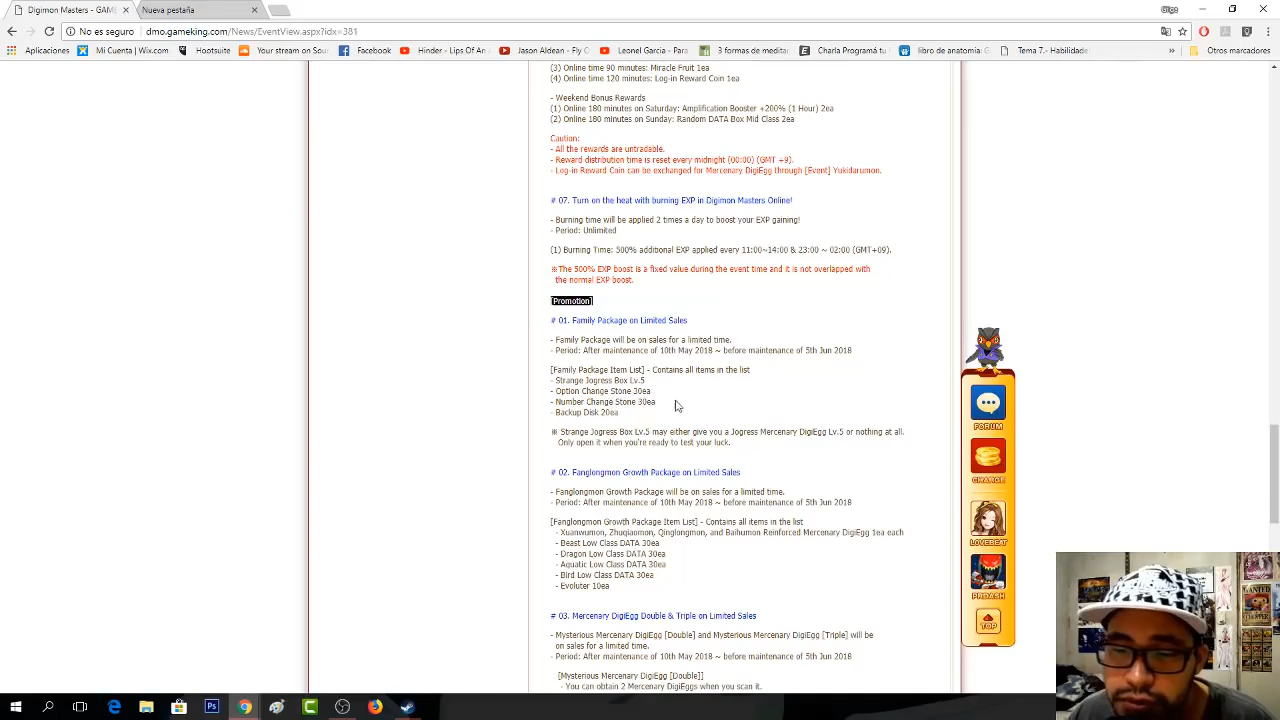 Digimon Masters - GAME
Nueva pestaña
Gilga
No es seguro
dmo.gameking.com/News/EventView.aspx?idx=381
Aplicaciones
Mi Cuenta | Wix.com
Hootsuite
Your stream on Sou
Facebook
Hinder - Lips Of An
Jason Aldean - Fly O
Leonel Garcia - Para
3 formas de meditar
Charla Programá tu
libro de anatomia: G
Tema 7.- Habilidade
»
Otros marcadores
(3) Online time 90 minutes: Miracle Fruit 1ea
(4) Online time 120 minutes: Log-in Reward Coin 1ea
- Weekend Bonus Rewards
(1) Online 180 minutes on Saturday: Amplification Booster +200% (1 Hour) 2ea
(2) Online 180 minutes on Sunday: Random DATA Box Mid Class 2ea
Caution:
- All the rewards are untradable.
- Reward distribution time is reset every midnight (00:00) (GMT +9).
- Log-in Reward Coin can be exchanged for Mercenary DigiEgg through [Event] Yukidarumon.
# 07. Turn on the heat with burning EXP in Digimon Masters Online!
- Burning time will be applied 2 times a day to boost your EXP gaining!
- Period: Unlimited
(1) Burning Time: 500% additional EXP applied every 11:00~14:00 & 23:00 ~ 02:00 (GMT+09).
※The 500% EXP boost is a fixed value during the event time and it is not overlapped with
the normal EXP boost.
[Promotion]
# 01. Family Package on Limited Sales
- Family Package will be on sales for a limited time.
- Period: After maintenance of 10th May 2018 ~ before maintenance of 5th Jun 2018
[Family Package Item List] - Contains all items in the list
- Strange Jogress Box Lv.5
- Option Change Stone 30ea
- Number Change Stone 30ea
- Backup Disk 20ea
※ Strange Jogress Box Lv.5 may either give you a Jogress Mercenary DigiEgg Lv.5 or nothing at all.
Only open it when you're ready to test your luck.
# 02. Fanglongmon Growth Package on Limited Sales
- Fanglongmon Growth Package will be on sales for a limited time.
- Period: After maintenance of 10th May 2018 ~ before maintenance of 5th Jun 2018
[Fanglongmon Growth Package Item List] - Contains all items in the list
- Xuanwumon, Zhuqiaomon, Qinglongmon, and Baihumon Reinforced Mercenary DigiEgg 1ea each
- Beast Low Class DATA 30ea
- Dragon Low Class DATA 30ea
- Aquatic Low Class DATA 30ea
- Bird Low Class DATA 30ea
- Evoluter 10ea
# 03. Mercenary DigiEgg Double & Triple on Limited Sales
- Mysterious Mercenary DigiEgg [Double] and Mysterious Mercenary DigiEgg [Triple] will be
on sales for a limited time.
- Period: After maintenance of 10th May 2018 ~ before maintenance of 5th Jun 2018
[Mysterious Mercenary DigiEgg [Double]]
- You can obtain 2 Mercenary DigiEggs when you scan it.
FORUM
CHARGE
LOVEBEAT
PRDASH
TOP
WANTED